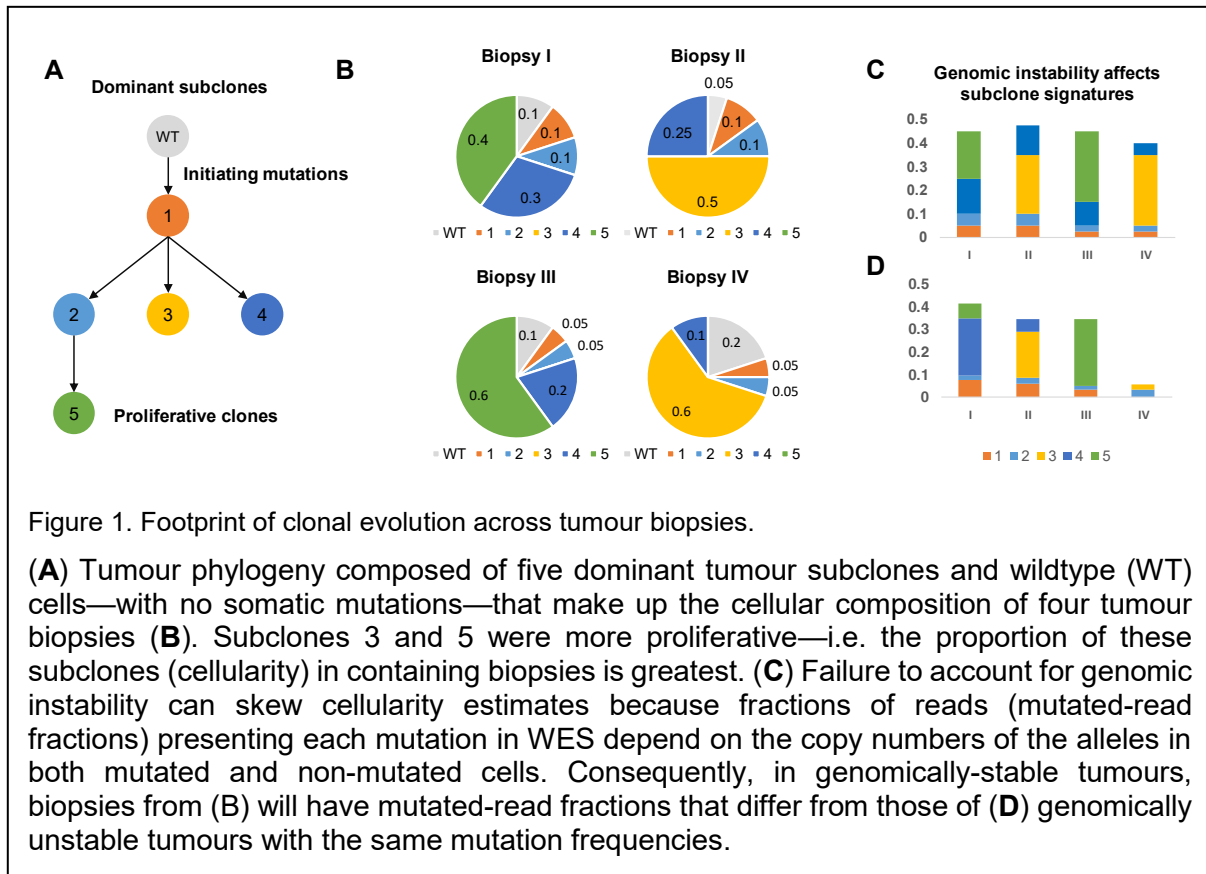 A
Dominant subclones
WT
Initiating mutations
1
2
3
4
5
Proliferative clones
B
Biopsy I
0.1
0.1
0.1
0.3
0.4
WT 1 2 3 4 5
Biopsy II
0.05
0.1
0.1
0.5
0.25
WT 1 2 3 4 5
Biopsy III
0.1
0.05
0.05
0.2
0.6
WT 1 2 3 4 5
Biopsy IV
0.2
0.05
0.05
0.6
0.1
WT 1 2 3 4 5
C
Genomic instability affects
subclone signatures
0.5
0.4
0.3
0.2
0.1
0
I II III IV
D
0.5
0.4
0.3
0.2
0.1
0
I II III IV
1 2 3 4 5
Figure 1. Footprint of clonal evolution across tumour biopsies.
(A) Tumour phylogeny composed of five dominant tumour subclones and wildtype (WT)
cells—with no somatic mutations—that make up the cellular composition of four tumour
biopsies (B). Subclones 3 and 5 were more proliferative—i.e. the proportion of these
subclones (cellularity) in containing biopsies is greatest. (C) Failure to account for genomic
instability can skew cellularity estimates because fractions of reads (mutated-read
fractions) presenting each mutation in WES depend on the copy numbers of the alleles in
both mutated and non-mutated cells. Consequently, in genomically-stable tumours,
biopsies from (B) will have mutated-read fractions that differ from those of (D) genomically
unstable tumours with the same mutation frequencies.